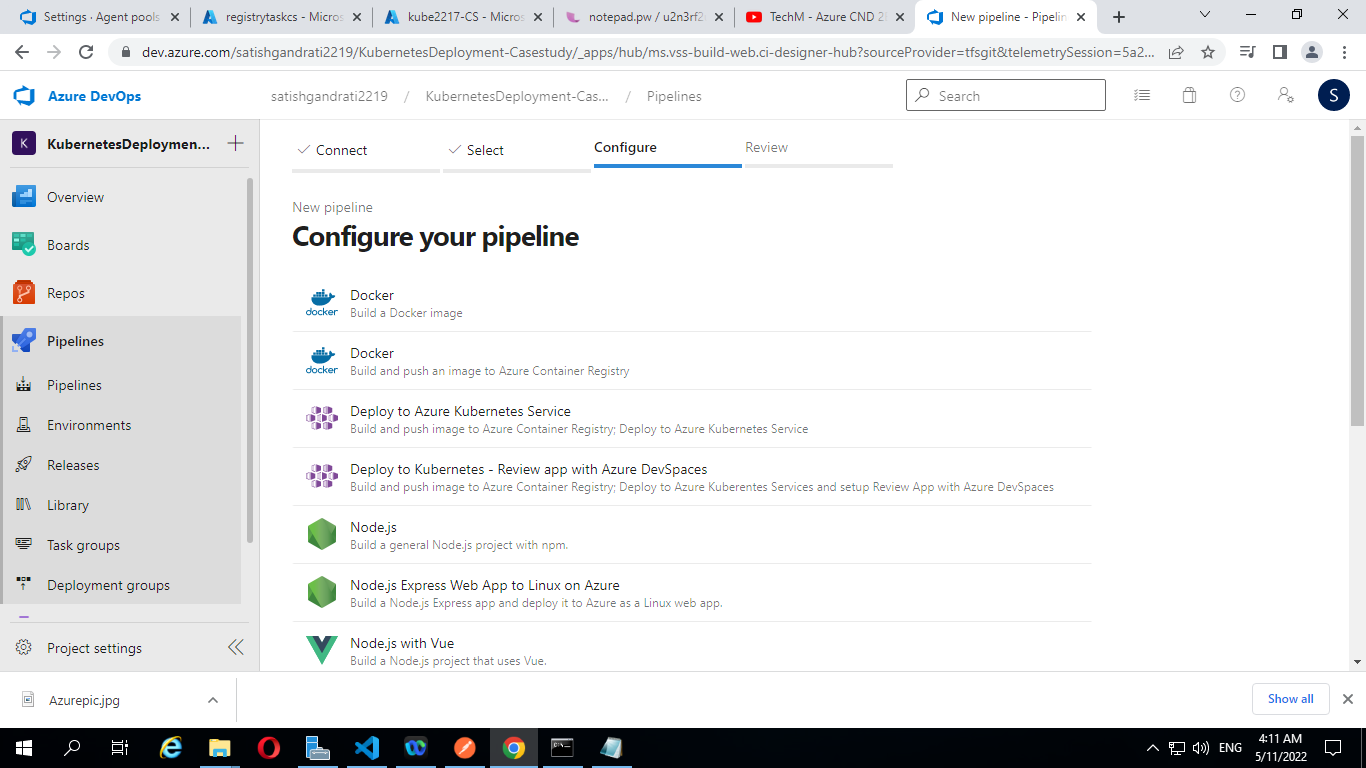 Settings - Agent pools
registrytaskcs - Micros
kube2217-CS - Micros
notepad.pw / u2n3rf2
TechM - Azure CND 2
New pipeline - Pipelin
dev.azure.com/satishgandrati2219/KubernetesDeployment-Casestudy/_apps/hub/ms.vss-build-web.ci-designer-hub?sourceProvider=tfsgit&telemetrySession=5a2...
Azure DevOps
satishgandrati2219 / KubernetesDeployment-Cas... / Pipelines
Search
S
K
KubernetesDeploymen...
Overview
Boards
Repos
Pipelines
Pipelines
Environments
Releases
Library
Task groups
Deployment groups
Project settings
Connect
Select
Configure
Review
New pipeline
Configure your pipeline
docker
Docker
Build a Docker image
docker
Docker
Build and push an image to Azure Container Registry
Deploy to Azure Kubernetes Service
Build and push image to Azure Container Registry; Deploy to Azure Kubernetes Service
Deploy to Kubernetes - Review app with Azure DevSpaces
Build and push image to Azure Container Registry; Deploy to Azure Kuberentes Services and setup Review App with Azure DevSpaces
Node.js
Build a general Node.js project with npm.
Node.js Express Web App to Linux on Azure
Build a Node.js Express app and deploy it to Azure as a Linux web app.
Node.js with Vue
Build a Node.js project that uses Vue.
Azurepic.jpg
Show all
ENG
4:11 AM
5/11/2022